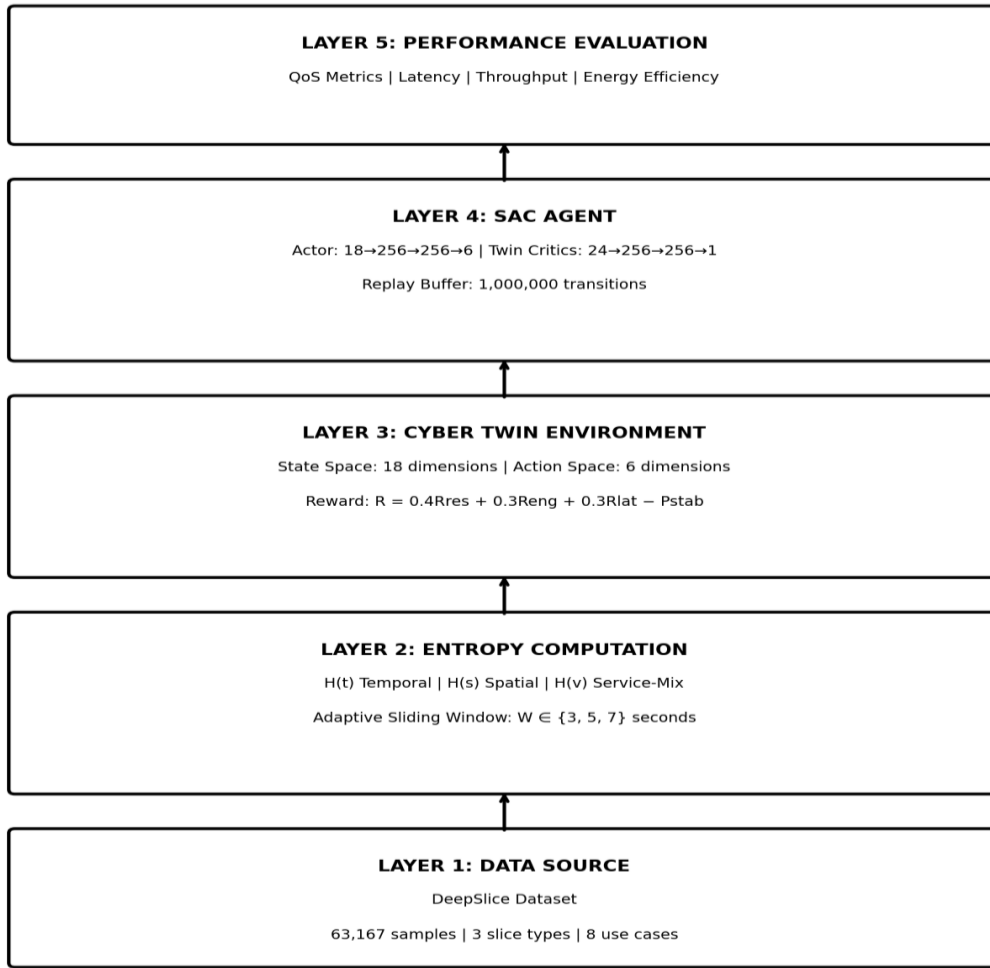 LAYER 5: PERFORMANCE EVALUATION
QoS Metrics | Latency | Throughput | Energy Efficiency
LAYER 4: SAC AGENT
Actor: 18→256→256→6 | Twin Critics: 24→256→256→1
Replay Buffer: 1,000,000 transitions
LAYER 3: CYBER TWIN ENVIRONMENT
State Space: 18 dimensions | Action Space: 6 dimensions
Reward: R = 0.4Rres + 0.3Reng + 0.3Rlat − Pstab
LAYER 2: ENTROPY COMPUTATION
H(t) Temporal | H(s) Spatial | H(v) Service-Mix
Adaptive Sliding Window: W ∈ {3, 5, 7} seconds
LAYER 1: DATA SOURCE
DeepSlice Dataset
63,167 samples | 3 slice types | 8 use cases